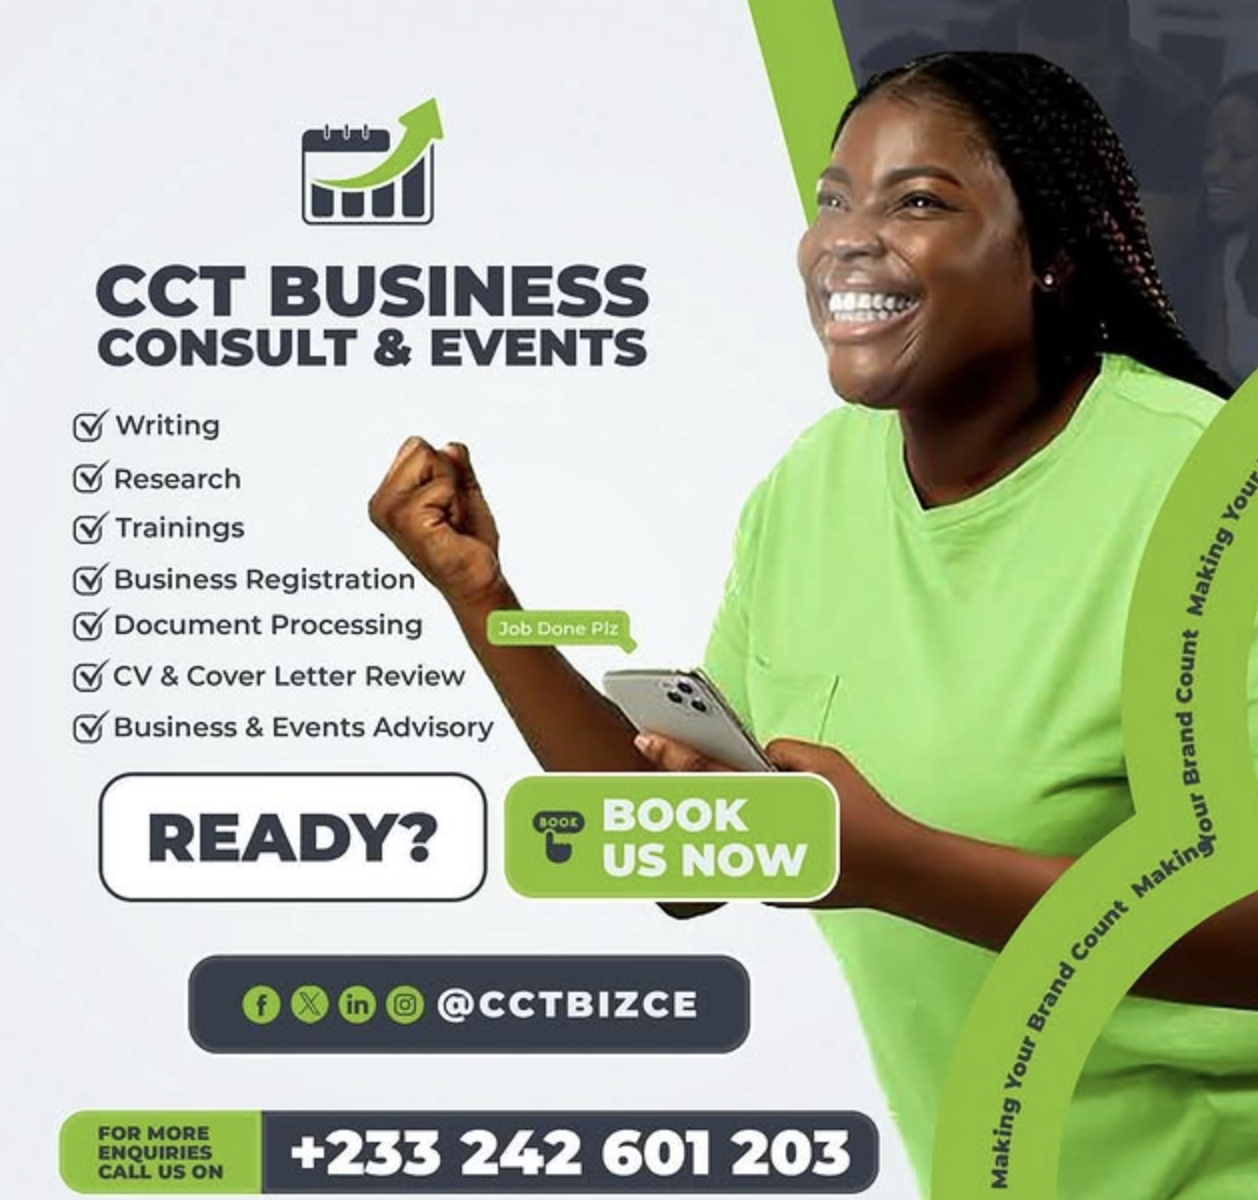 CCT BUSINESS
CONSULT & EVENTS
Writing
Research
Trainings
Business Registration
Document Processing
CV & Cover Letter Review
Business & Events Advisory
Job Done Plz
READY?
BOOK
BOOK
US NOW
@CCTBIZCE
FOR MORE
ENQUIRIES
CALL US ON
+233 242 601 203
Making Your Brand Count Making Your Brand Count Making Your